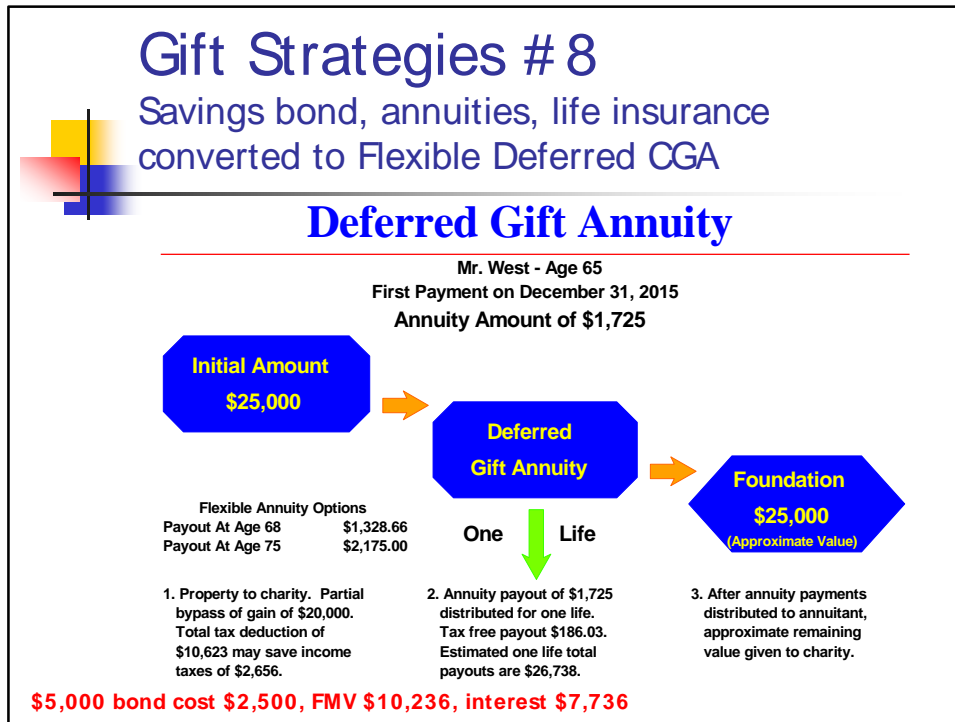 Gift Strategies #8
Savings bond, annuities, life insurance
converted to Flexible Deferred CGA
Deferred Gift Annuity
Mr. West - Age 65
First Payment on December 31, 2015
Annuity Amount of $1,725
Initial Amount
$25,000
Deferred
Gift Annuity
Foundation
$25,000
(Approximate Value)
Flexible Annuity Options
Payout At Age 68 $1,328.66
Payout At Age 75 $2,175.00
One Life
1. Property to charity. Partial
bypass of gain of $20,000.
Total tax deduction of
$10,623 may save income
taxes of $2,656.
2. Annuity payout of $1,725
distributed for one life.
Tax free payout $186.03.
Estimated one life total
payouts are $26,738.
3. After annuity payments
distributed to annuitant,
approximate remaining
value given to charity.
$5,000 bond cost $2,500, FMV $10,236, interest $7,736